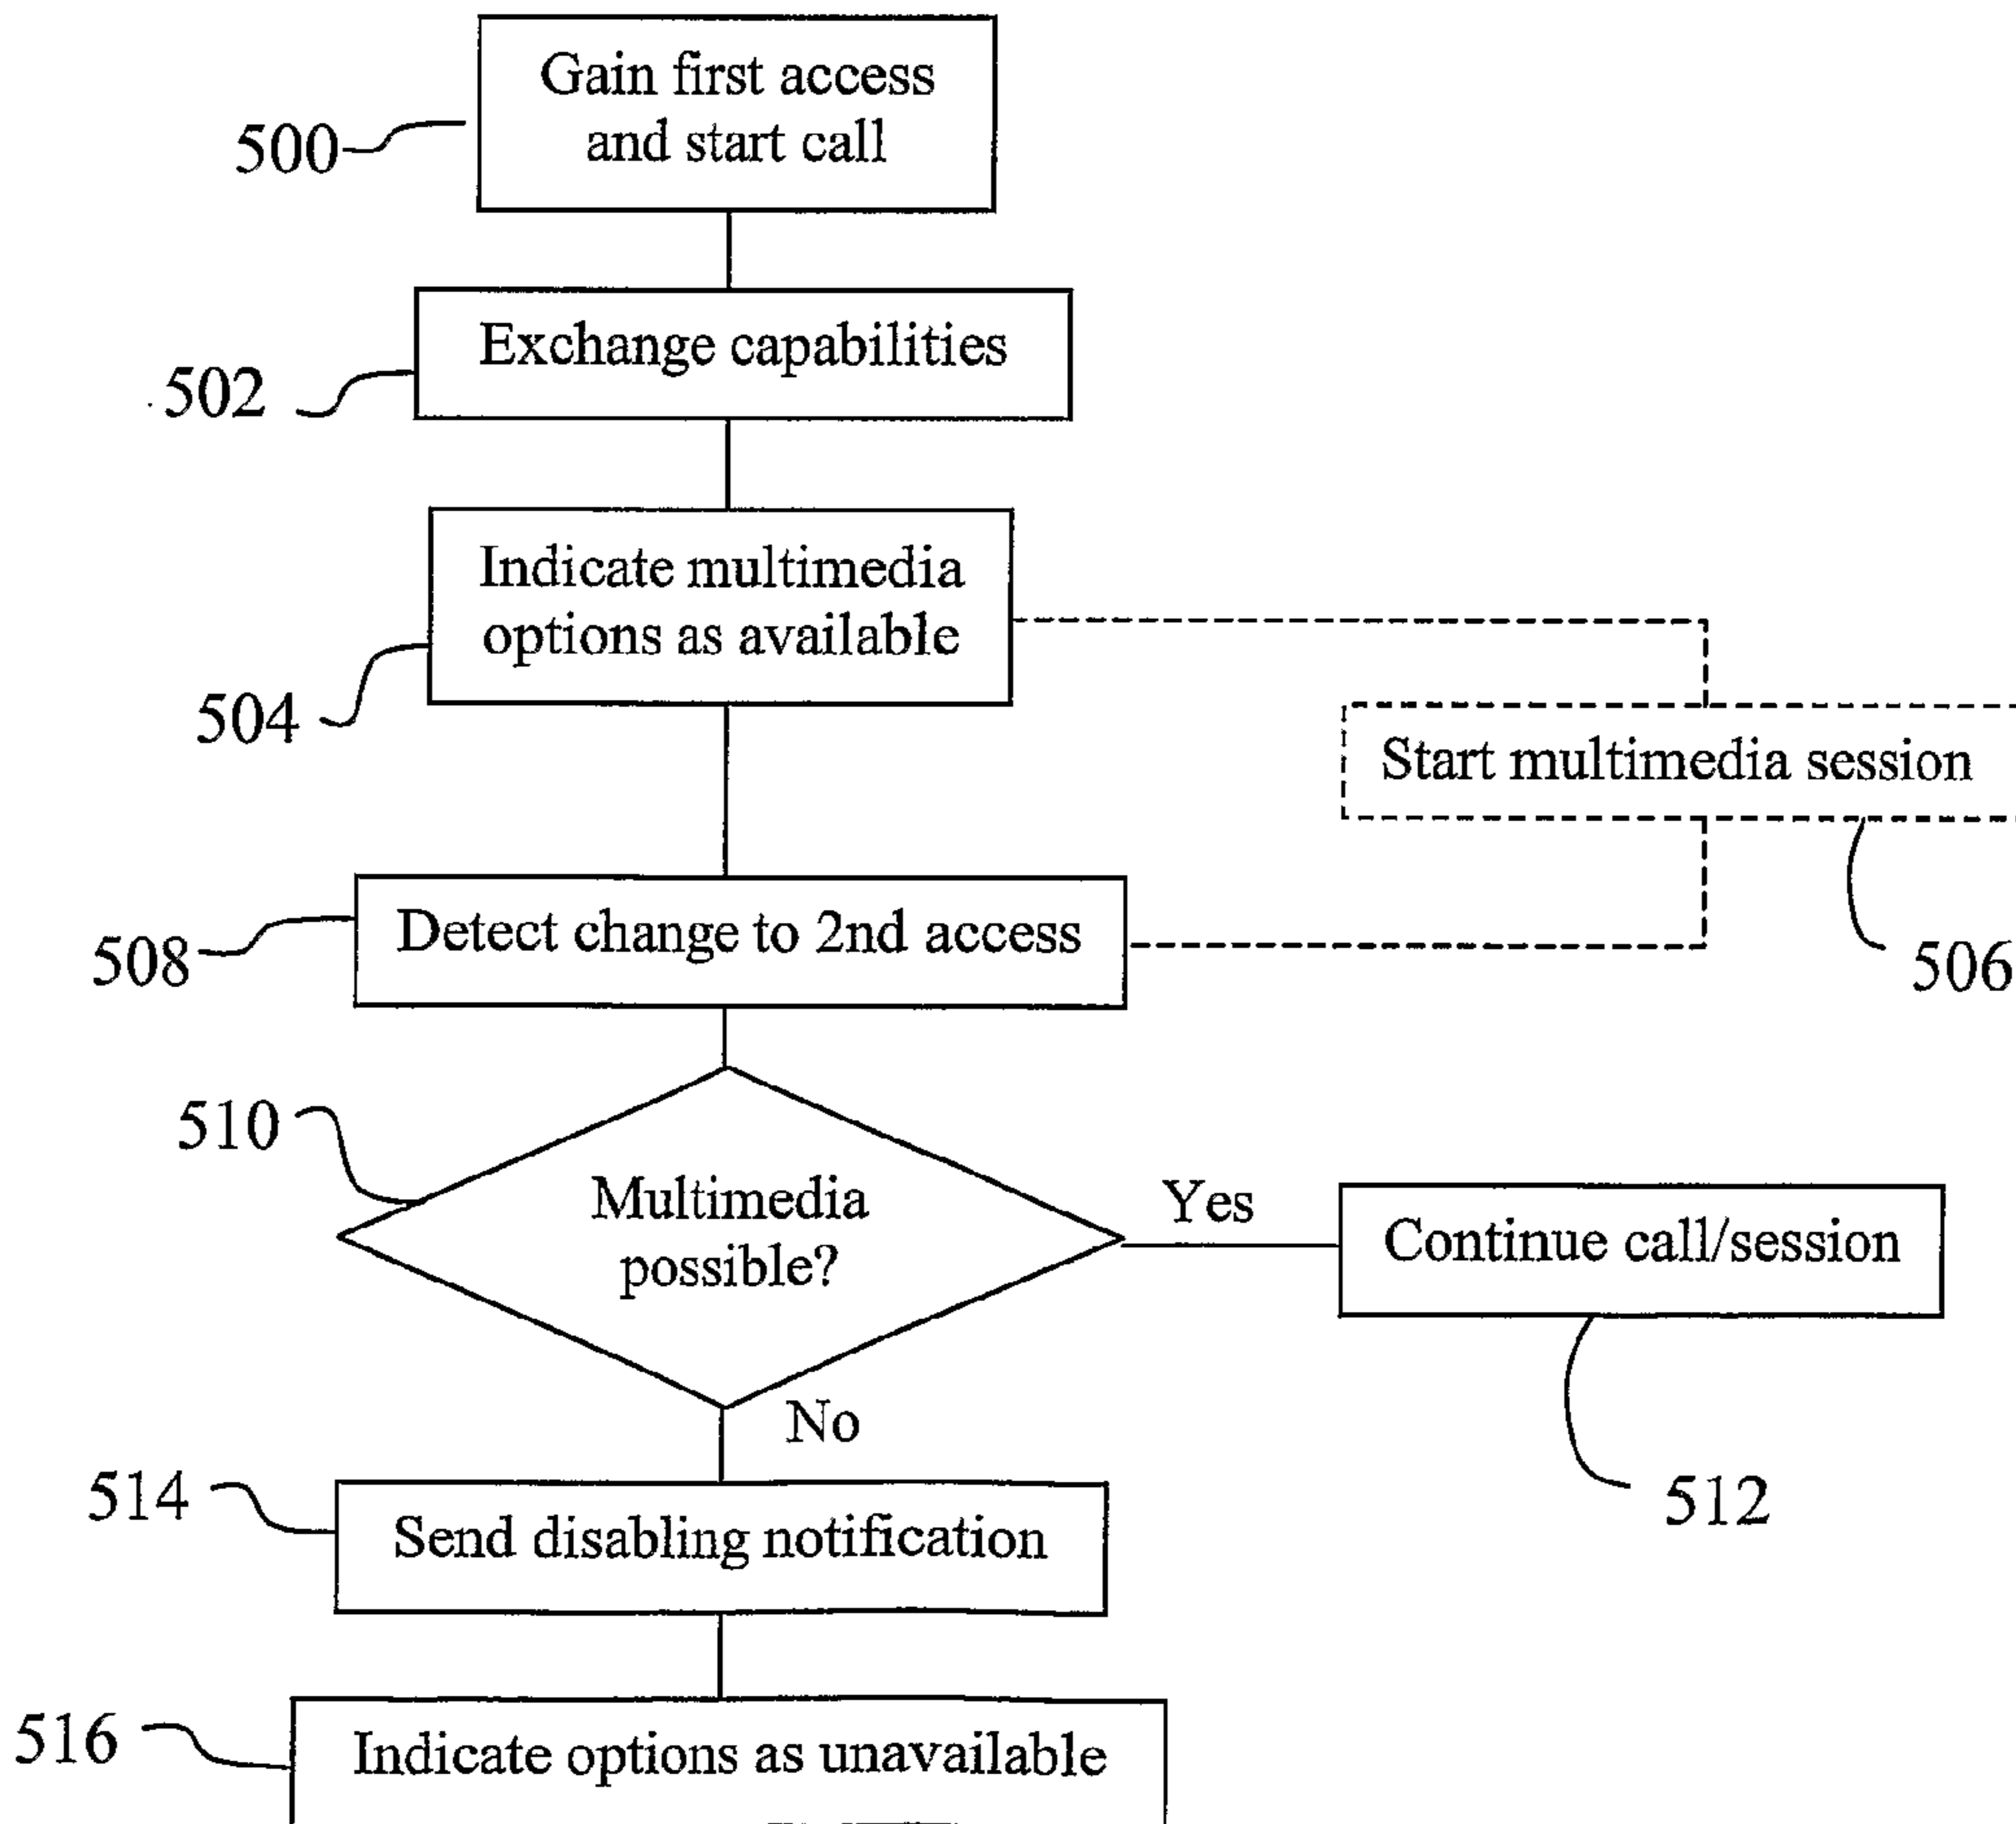 Gain first access
and start call
500
Exchange capabilities
502
Indicate multimedia
options as available
504
Start multimedia session
506
Detect change to 2nd access
508
510
Multimedia
possible?
Yes
Continue call/session
512
No
514
Send disabling notification
516
Indicate options as unavailable